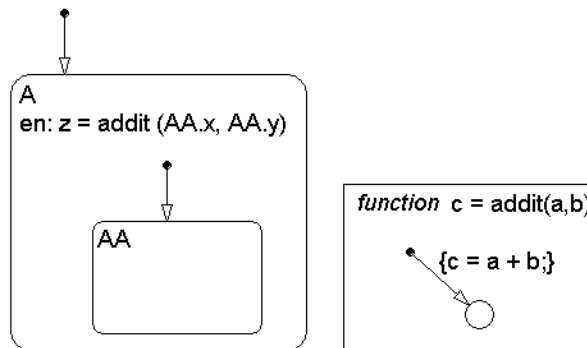 A
en: z = addit (AA.x, AA.y)
AA
function c = addit(a,b)
{c = a + b;}